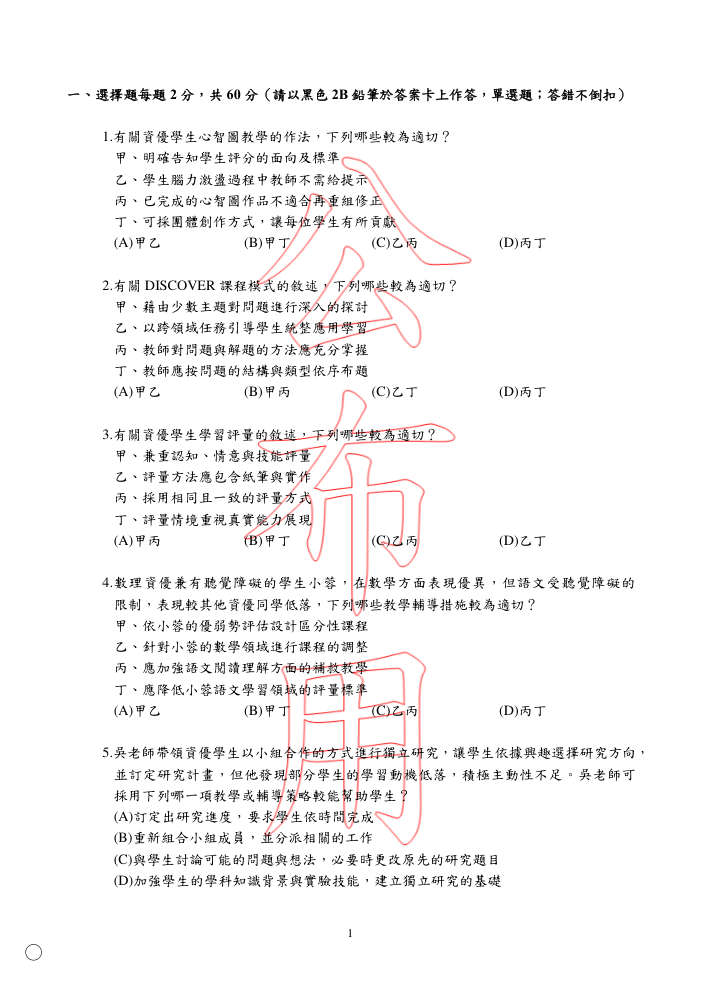 一、選擇題每題 2 分，共 60 分（請以黑色 2B 鉛筆於答案卡上作答，單選題；答錯不倒扣）
1.有關資優學生心智圖教學的作法，下列哪些較為適切？
甲、明確告知學生評分的面向及標準
乙、學生腦力激盪過程中教師不需給提示
丙、已完成的心智圖作品不適合再重組修正
丁、可採團體創作方式，讓每位學生有所貢獻
(A)甲乙 (B)甲丁 (C)乙丙 (D)丙丁
2.有關 DISCOVER 課程模式的敘述，下列哪些較為適切？
甲、藉由少數主題對問題進行深入的探討
乙、以跨領域任務引導學生統整應用學習
丙、教師對問題與解題的方法應充分掌握
丁、教師應按問題的結構與類型依序布題
(A)甲乙 (B)甲丙 (C)乙丁 (D)丙丁
3.有關資優學生學習評量的敘述，下列哪些較為適切？
甲、兼重認知、情意與技能評量
乙、評量方法應包含紙筆與實作
丙、採用相同且一致的評量方式
丁、評量情境重視真實能力展現
(A)甲丙 (B)甲丁 (C)乙丙 (D)乙丁
4.數理資優兼有聽覺障礙的學生小蓉，在數學方面表現優異，但語文受聽覺障礙的
限制，表現較其他資優同學低落，下列哪些教學輔導措施較為適切？
甲、依小蓉的優弱勢評估設計區分性課程
乙、針對小蓉的數學領域進行課程的調整
丙、應加強語文閱讀理解方面的補救教學
丁、應降低小蓉語文學習領域的評量標準
(A)甲乙 (B)甲丁 (C)乙丙 (D)丙丁
5.吳老師帶領資優學生以小組合作的方式進行獨立研究，讓學生依據興趣選擇研究方向，
並訂定研究計畫，但他發現部分學生的學習動機低落，積極主動性不足。吳老師可
採用下列哪一項教學或輔導策略較能幫助學生？
(A)訂定出研究進度，要求學生依時間完成
(B)重新組合小組成員，並分派相關的工作
(C)與學生討論可能的問題與想法，必要時更改原先的研究題目
(D)加強學生的學科知識背景與實驗技能，建立獨立研究的基礎
公布用
1